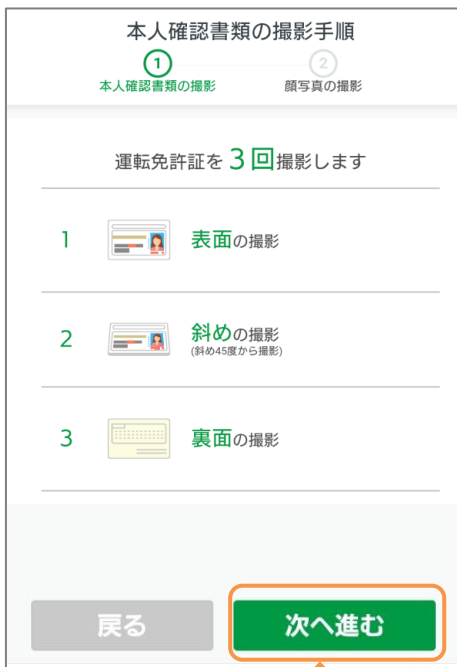 本人確認書類の撮影手順
1
2
本人確認書類の撮影
顔写真の撮影
運転免許証を3回撮影します
1
表面の撮影
2
斜めの撮影
(斜め45度から撮影)
3
裏面の撮影
戻る
次へ進む